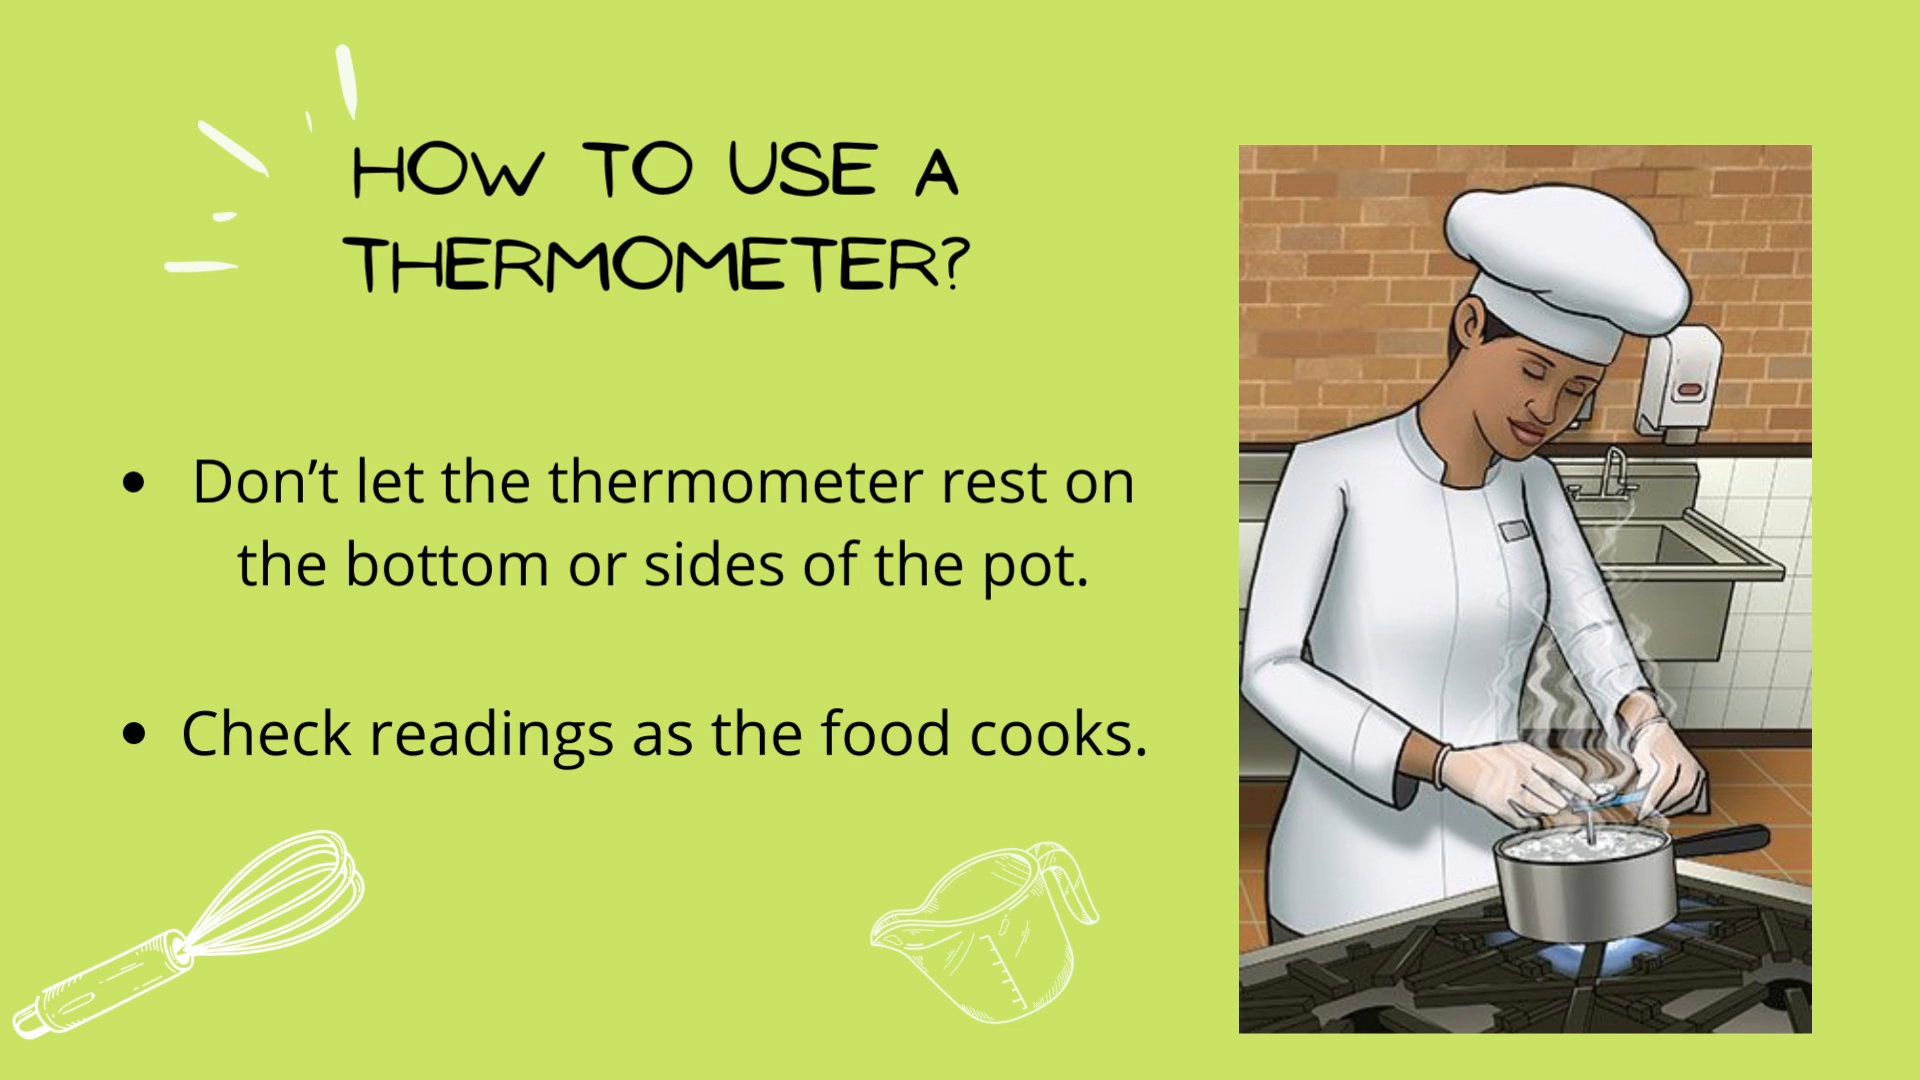 HOW TO USE A
THERMOMETER?
• Don’t let the thermometer rest on
the bottom or sides of the pot.
• Check readings as the food cooks.